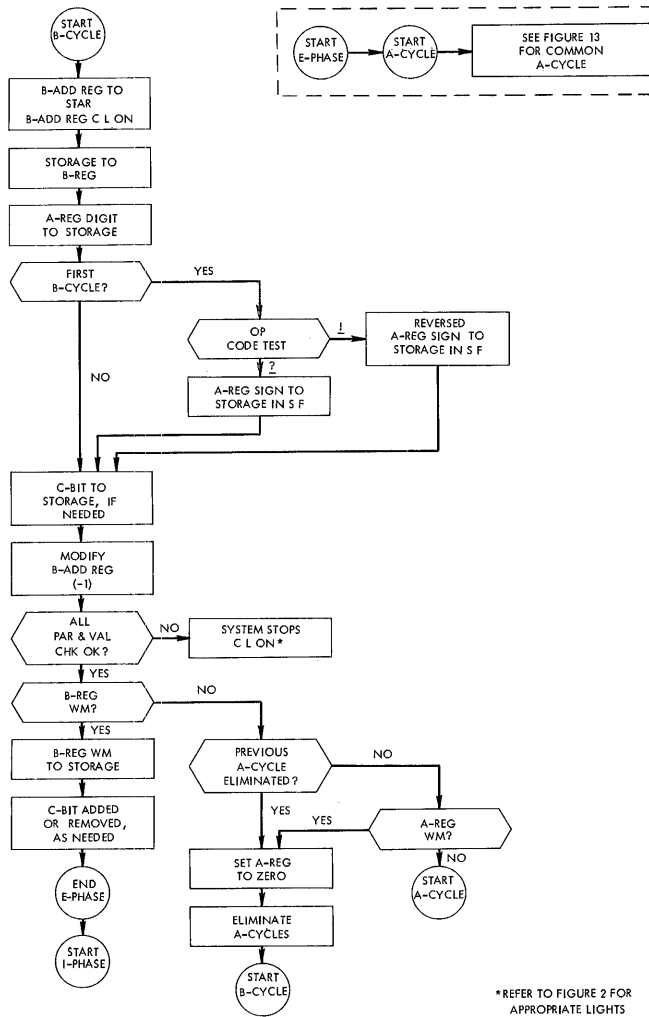 START
B-CYCLE
START
E-PHASE
START
A-CYCLE
SEE FIGURE 13
FOR COMMON
A-CYCLE
B-ADD REG TO
STAR
B-ADD REG C L ON
STORAGE TO
B-REG
A-REG DIGIT
TO STORAGE
FIRST
B-CYCLE?
YES
NO
OP
CODE TEST
!
REVERSED
A-REG SIGN TO
STORAGE IN S F
?
A-REG SIGN TO
STORAGE IN S F
C-BIT TO
STORAGE, IF
NEEDED
MODIFY
B-ADD REG
(-1)
ALL
PAR & VAL
CHK OK?
NO
SYSTEM STOPS
C L ON*
YES
B-REG
WM?
NO
YES
B-REG WM
TO STORAGE
PREVIOUS
A-CYCLE
ELIMINATED?
NO
YES
C-BIT ADDED
OR REMOVED,
AS NEEDED
A-REG
WM?
YES
NO
SET A-REG
TO ZERO
START
A-CYCLE
END
E-PHASE
ELIMINATE
A-CYCLES
START
I-PHASE
START
B-CYCLE
*REFER TO FIGURE 2 FOR
APPROPRIATE LIGHTS